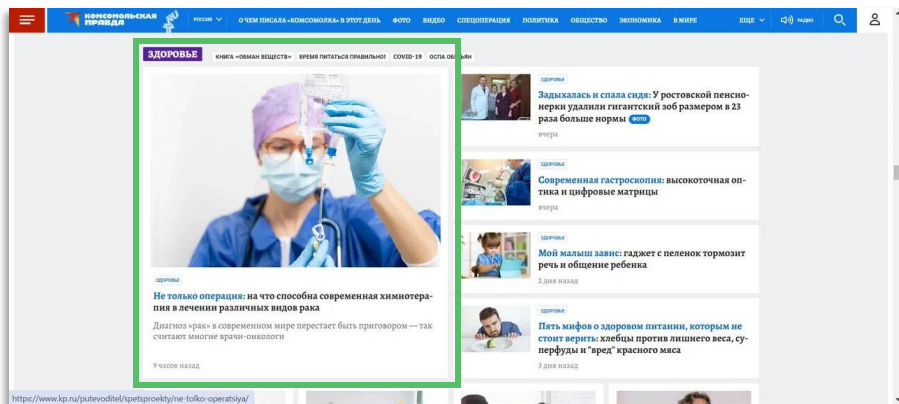 КОМСОМОЛЬСКАЯ
ПРАВДА
РОССИЯ
О ЧЕМ ПИСАЛА «КОМСОМОЛКА» В ЭТОТ ДЕНЬ ФОТО ВИДЕО СПЕЦОПЕРАЦИЯ ПОЛИТИКА ОБЩЕСТВО ЭКОНОМИКА В МИРЕ ЕЩЕ РАДИО
ЗДОРОВЬЕ КНИГА «ОБМАН ВЕЩЕСТВ» ВРЕМЯ ПИТАТЬСЯ ПРАВИЛЬНО! COVID-19 ОСПА
ЗДОРОВЬЕ
Не только операция: на что способна современная химиотера-
пия в лечении различных видов рака
Диагноз «рак» в современном мире перестает быть приговором — так
считают многие врачи-онкологи
9 часов назад
ЗДОРОВЬЕ
Задыхалась и спала сидя: У ростовской пенсио-
нерки удалили гигантский зоб размером в 23
раза больше нормы ФОТО
вчера
ЗДОРОВЬЕ
Современная гастроскопия: высокоточная оп-
тика и цифровые матрицы
вчера
ЗДОРОВЬЕ
Мой малыш завис: гаджет с пеленок тормозит
речь и общение ребенка
2 дня назад
ЗДОРОВЬЕ
Пять мифов о здоровом питании, которым не
стоит верить: хлебцы против лишнего веса, су-
перфуды и "вред" красного мяса
3 дня назад
https://www.kp.ru/putevoditel/spetsproekty/ne-tolko-operatsiya/